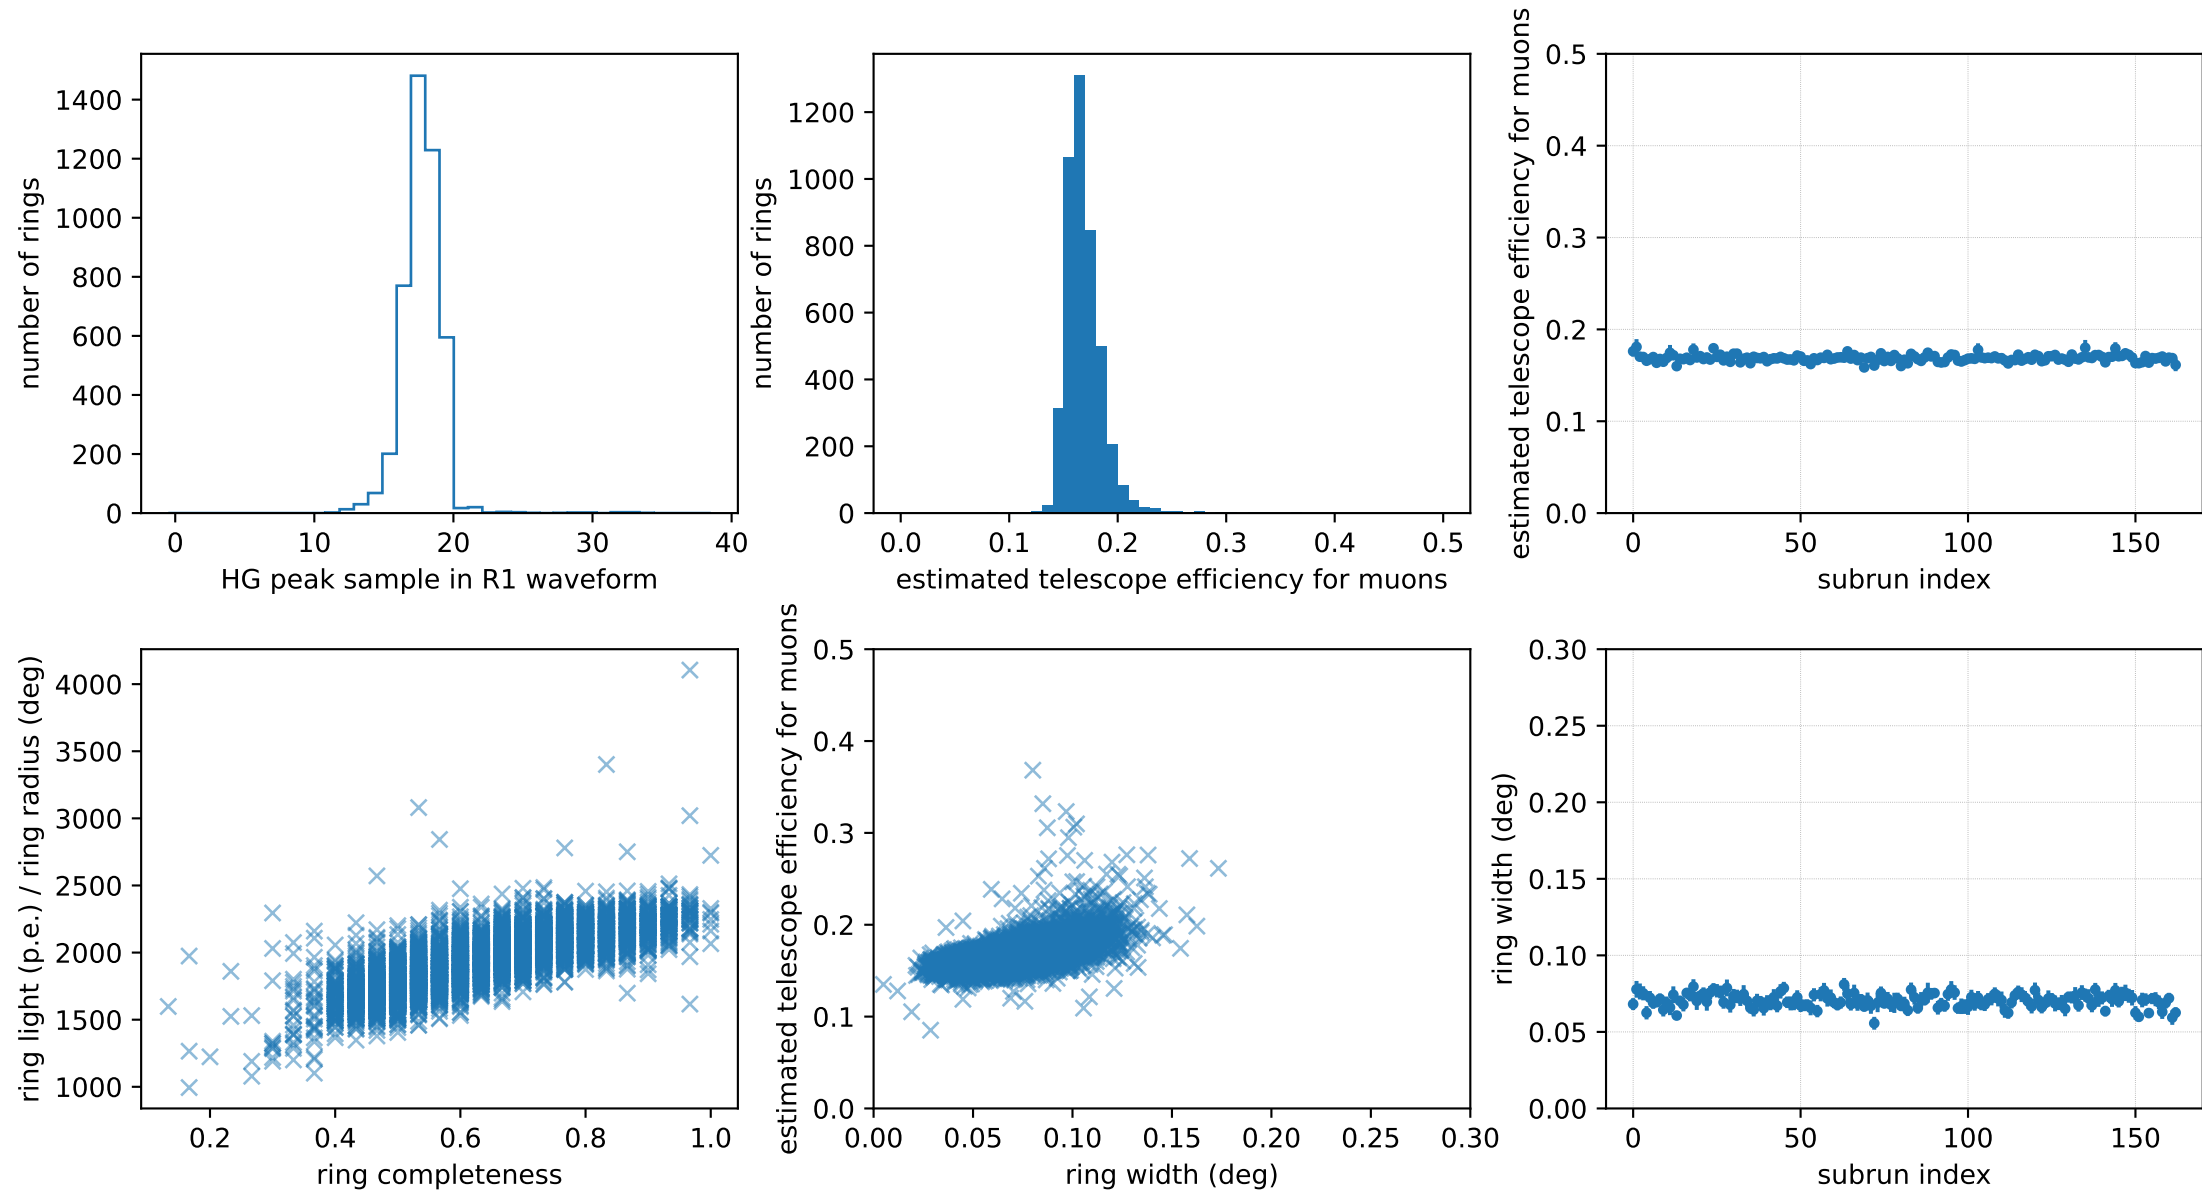 number of rings
1400
1200
1000
800
600
400
200
0
0 10 20 30 40
HG peak sample in R1 waveform
number of rings
1200
1000
800
600
400
200
0
0.0 0.1 0.2 0.3 0.4 0.5
estimated telescope efficiency for muons
estimated telescope efficiency for muons
0.5
0.4
0.3
0.2
0.1
0.0
0 50 100 150
subrun index
ring light (p.e.) / ring radius (deg)
4000
3500
3000
2500
2000
1500
1000
0.2 0.4 0.6 0.8 1.0
ring completeness
estimated telescope efficiency for muons
0.5
0.4
0.3
0.2
0.1
0.0
0.00 0.05 0.10 0.15 0.20 0.25 0.30
ring width (deg)
ring width (deg)
0.30
0.25
0.20
0.15
0.10
0.05
0.00
0 50 100 150
subrun index